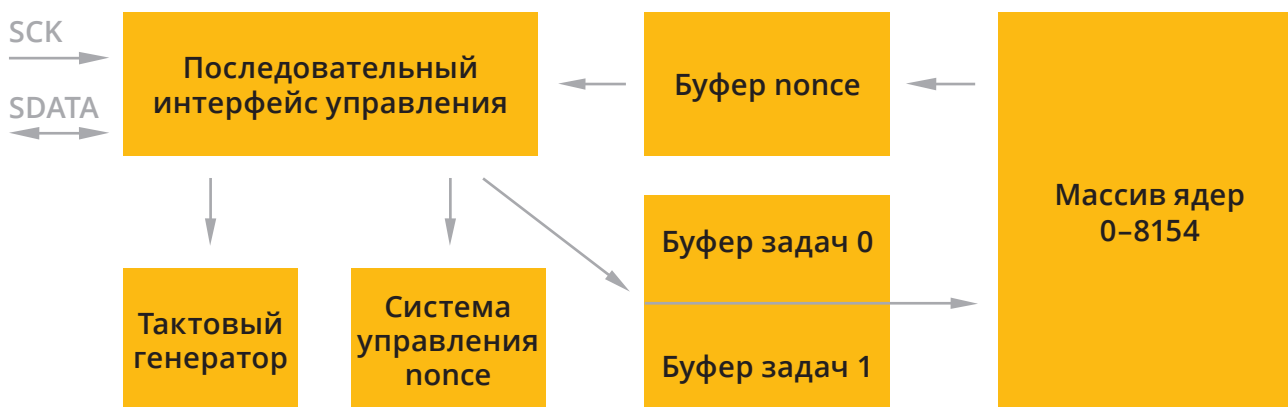 SCK
SDATA
Последовательный
интерфейс управления
Буфер nonce
Массив ядер
0–8154
Буфер задач 0
Буфер задач 1
Тактовый
генератор
Система
управления
nonce